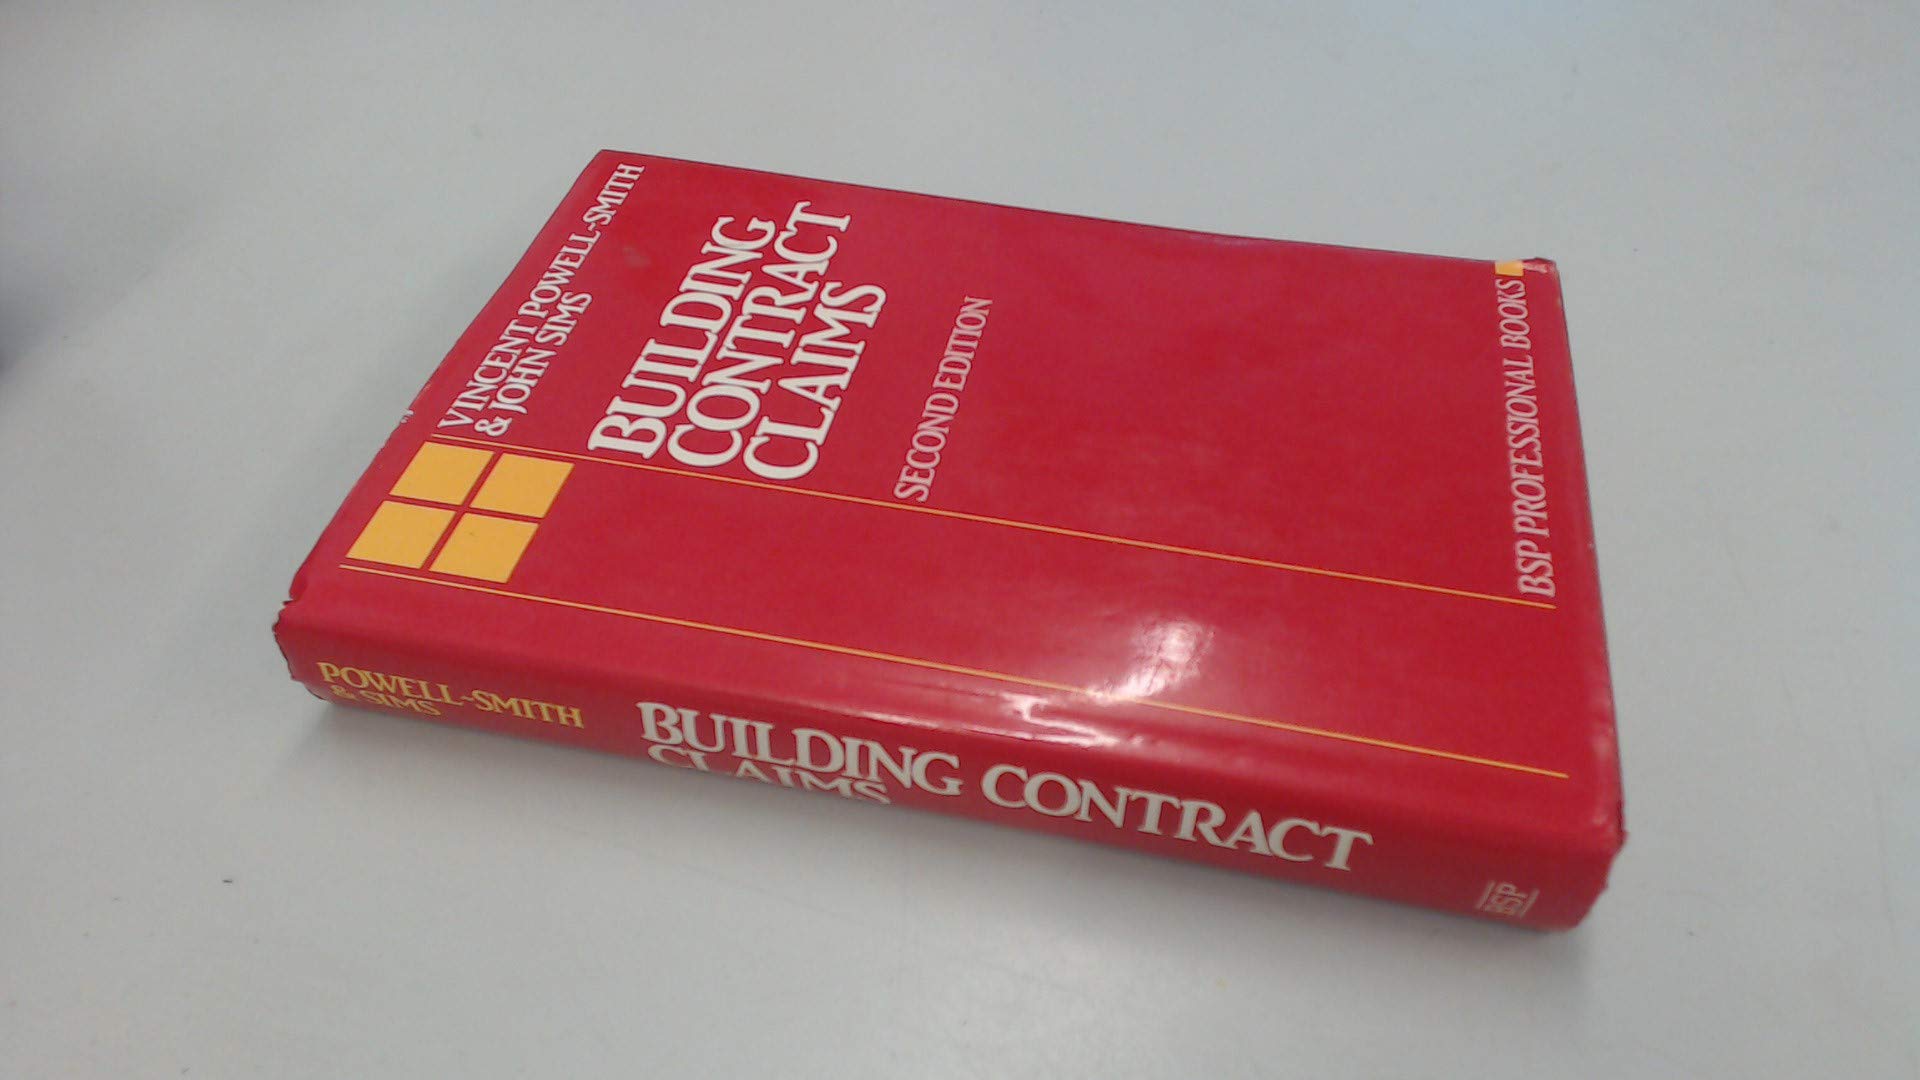 VINCENT POWELL-SMITH
& JOHN SIMS
BUILDING
CONTRACT
CLAIMS
SECOND EDITION
BSP PROFESSIONAL BOOKS
POWELL-SMITH
& SIMS
BUILDING CONTRACT
CLAIMS
BSP